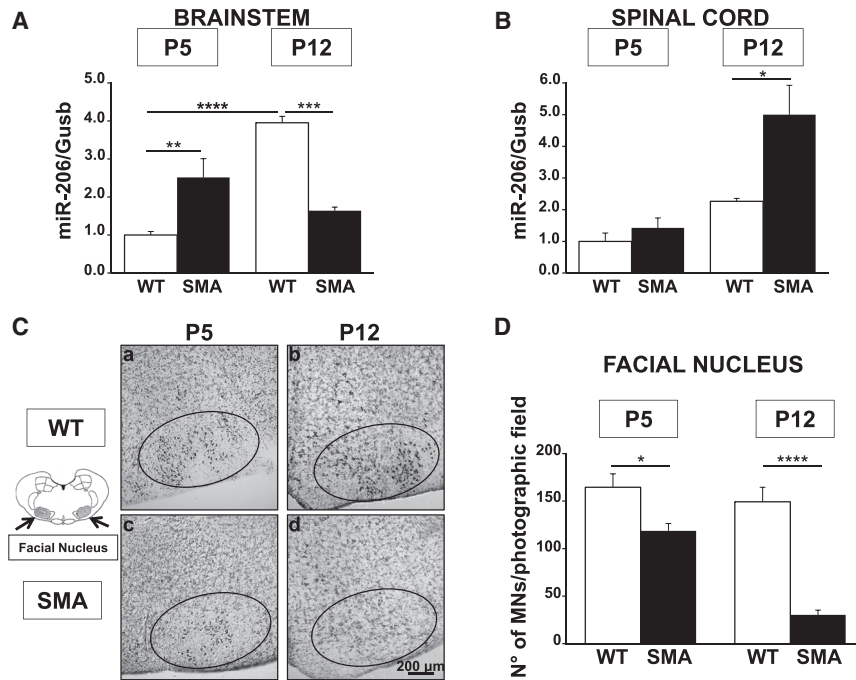 A
BRAINSTEM
P5
P12
5.0
4.0
3.0
2.0
1.0
0.0
miR-206/Gusb
**
****
***
WT
SMA
WT
SMA
B
SPINAL CORD
P5
P12
6.0
5.0
4.0
3.0
2.0
1.0
0.0
miR-206/Gusb
*
WT
SMA
WT
SMA
C
P5
P12
a
b
c
d
WT
Facial Nucleus
SMA
200 µm
D
FACIAL NUCLEUS
P5
P12
200
150
100
50
0
N° of MNs/photographic field
*
****
WT
SMA
WT
SMA